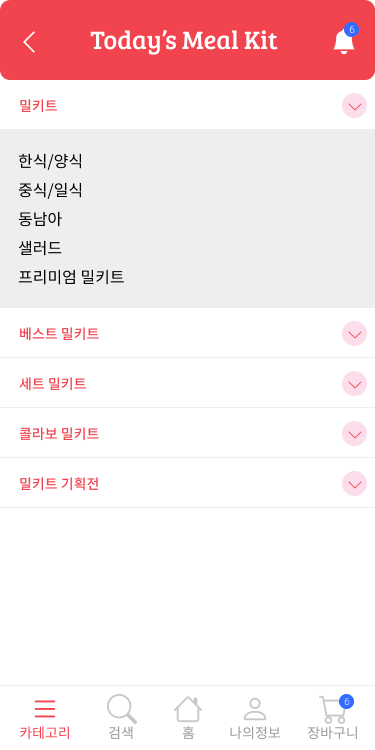 Today's Meal Kit
6
밀키트
한식/양식
중식/일식
동남아
샐러드
프리미엄 밀키트
베스트 밀키트
세트 밀키트
콜라보 밀키트
밀키트 기획전
6
카테고리 검색 홈 나의정보 장바구니